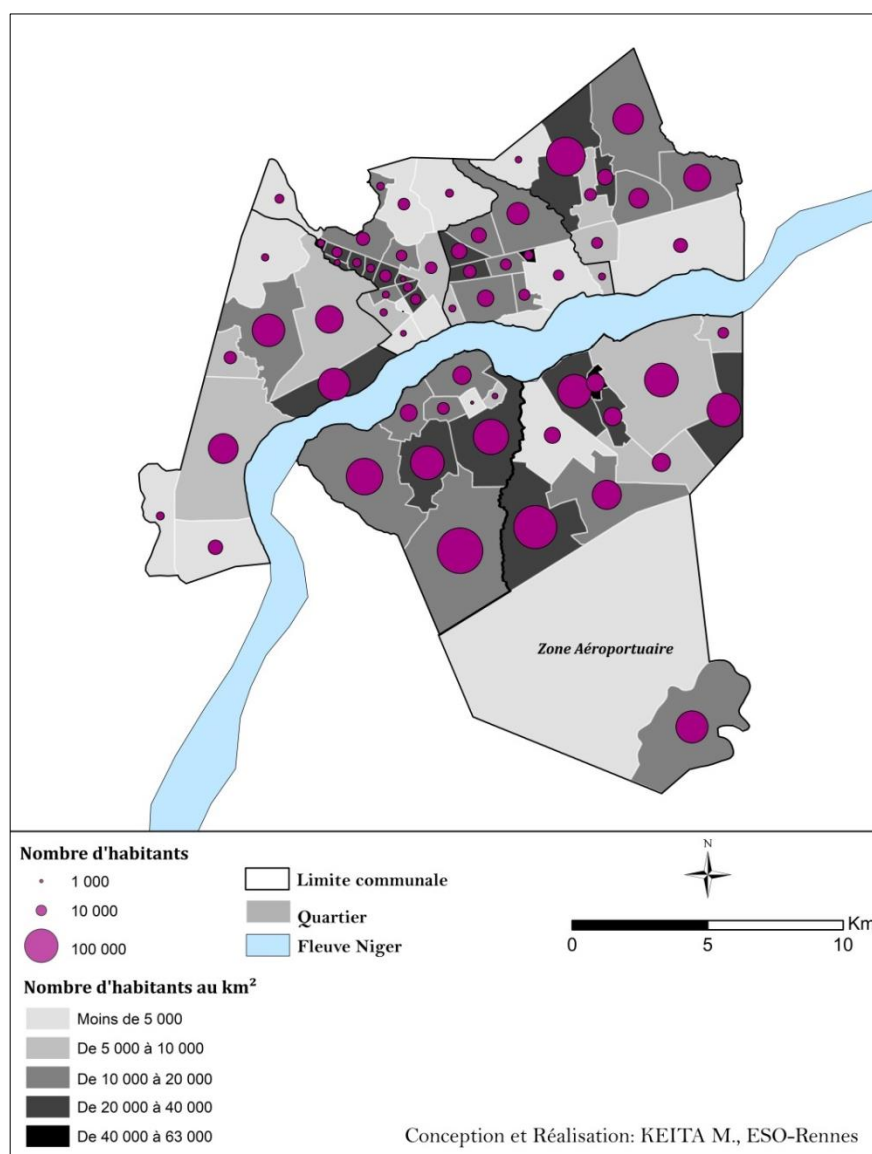 Zone Aéroportuaire
Nombre d'habitants
1 000
10 000
100 000
Limite communale
Quartier
Fleuve Niger
N
Km
0 5 10
Nombre d'habitants au km²
Moins de 5 000
De 5 000 à 10 000
De 10 000 à 20 000
De 20 000 à 40 000
De 40 000 à 63 000
Conception et Réalisation: KEITA M., ESO-Rennes